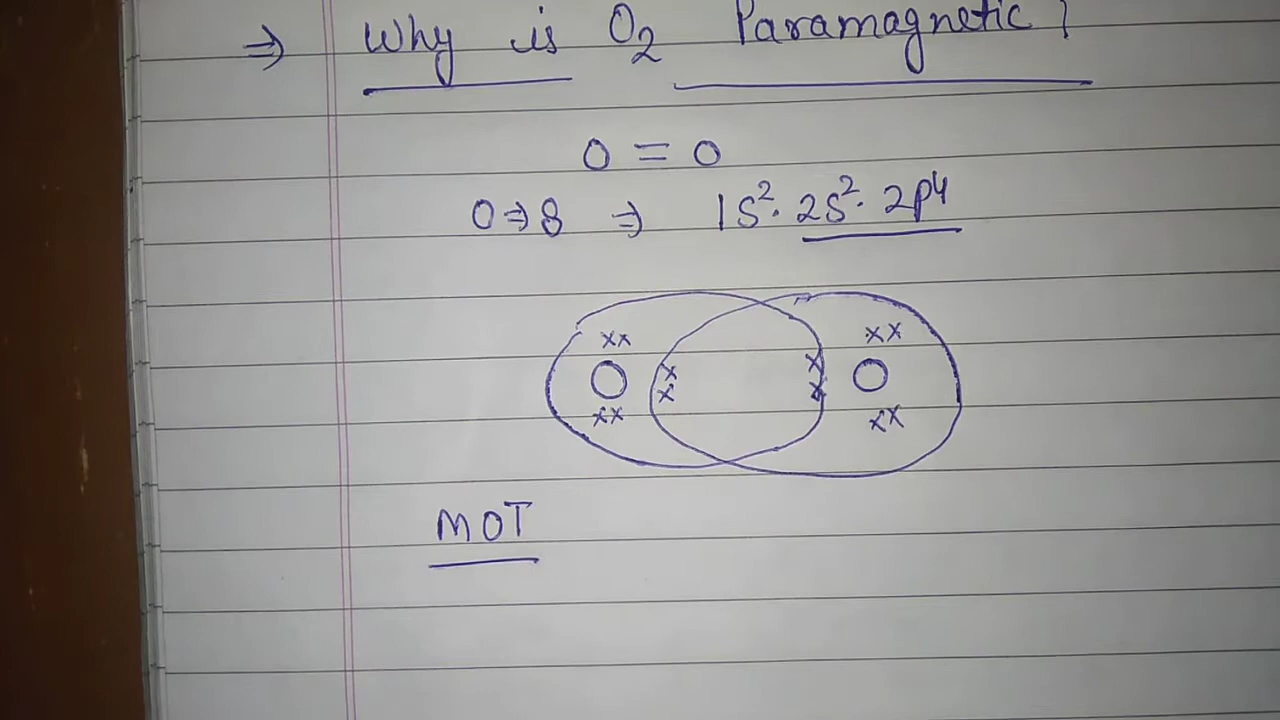 ⇒ Why is O₂ Paramagnetic ?
O = O
O⇒8 ⇒ 1S². 2S². 2P⁴
xx xx
O x x x x O
xx xx
MOT